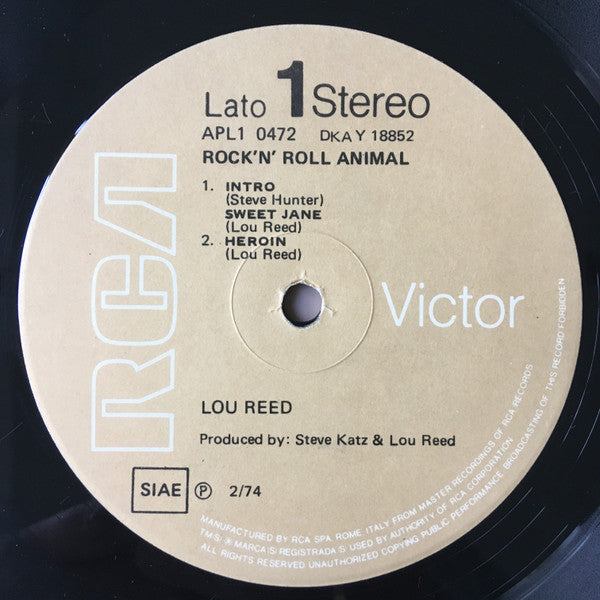 Lato 1 Stereo
APL1 0472 DKAY 18852
ROCK'N' ROLL ANIMAL
1. INTRO
(Steve Hunter)
SWEET JANE
(Lou Reed)
2. HEROIN
(Lou Reed)
RCA
Victor
LOU REED
Produced by: Steve Katz & Lou Reed
SIAE Ⓟ 2/74
MANUFACTURED BY RCA SPA, ROME, ITALY, FROM MASTER RECORDINGS OF RCA RECORDS
TM(S) ® MARCA(S) REGISTRADA(S) USED BY AUTHORITY OF RCA CORPORATION
ALL RIGHTS RESERVED UNAUTHORIZED COPYING PUBLIC PERFORMANCE, BROADCASTING OF THIS RECORD FORBIDDEN